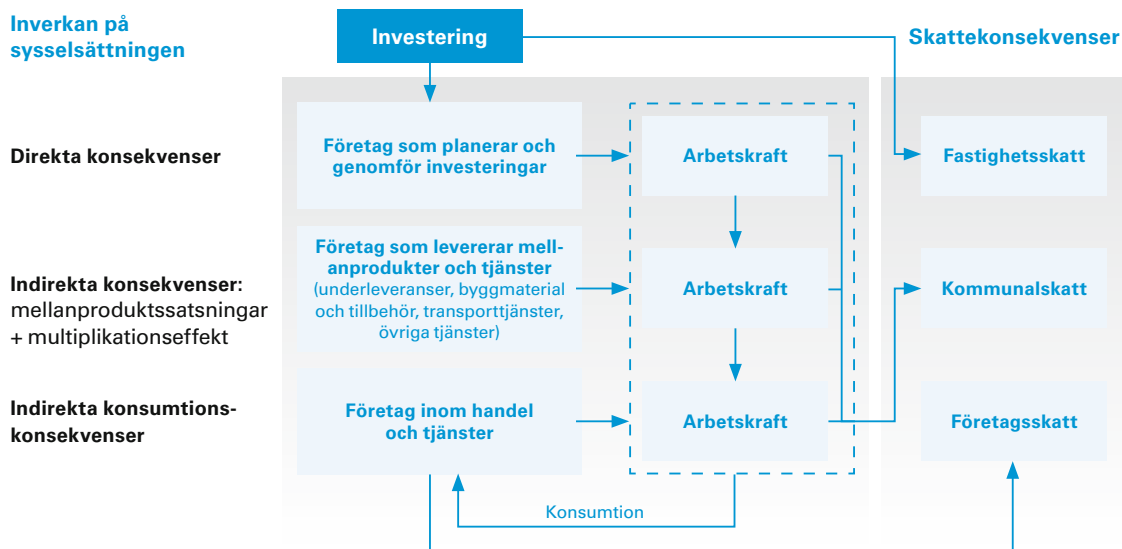 Inverkan på
sysselsättningen
Investering
Skattekonsekvenser
Direkta konsekvenser
Företag som planerar och
genomför investeringar
Arbetskraft
Fastighetsskatt
Indirekta konsekvenser:
mellanproduktssatsningar
+ multiplikationseffekt
Företag som levererar mell-
anprodukter och tjänster
(underleveranser, byggmaterial
och tillbehör, transporttjänster,
övriga tjänster)
Arbetskraft
Kommunalskatt
Indirekta konsumtions-
konsekvenser
Företag inom handel
och tjänster
Arbetskraft
Företagsskatt
Konsumtion